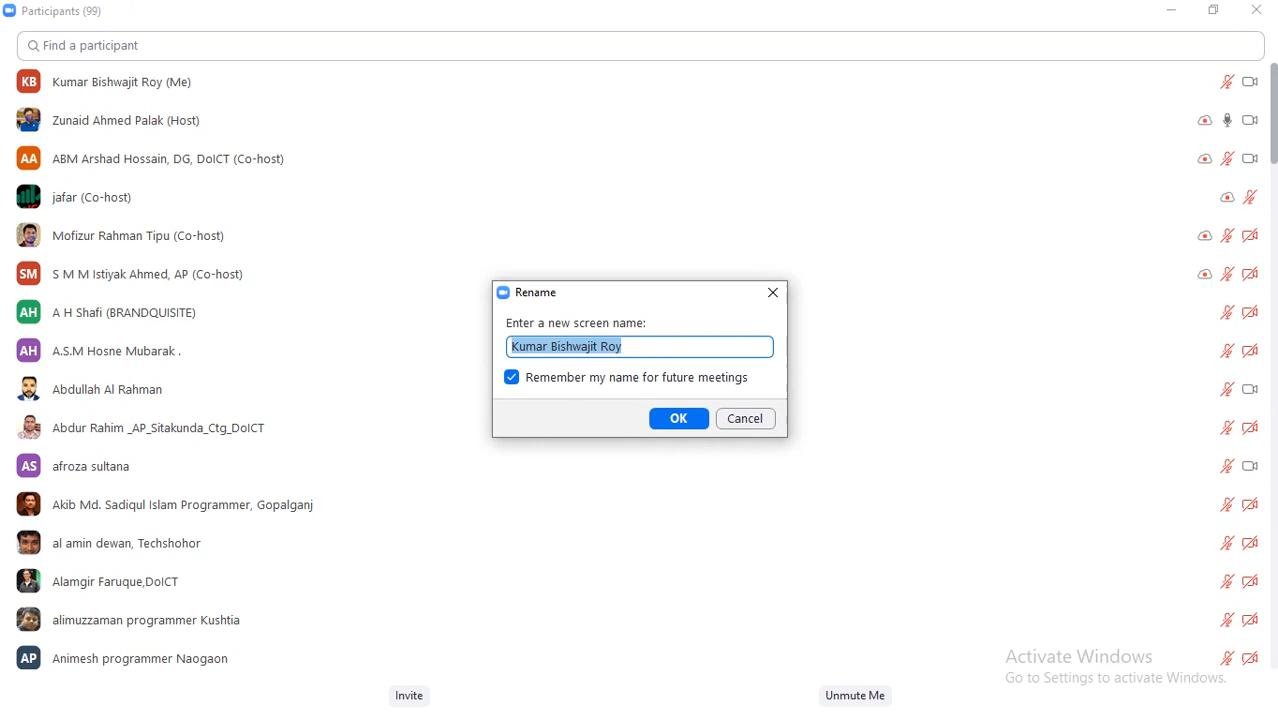 Participants (99)
Find a participant
KB Kumar Bishwajit Roy (Me)
Zunaid Ahmed Palak (Host)
AA ABM Arshad Hossain, DG, DoICT (Co-host)
jafar (Co-host)
Mofizur Rahman Tipu (Co-host)
SM S M M Istiyak Ahmed, AP (Co-host)
AH A H Shafi (BRANDQUISITE)
AH A.S.M Hosne Mubarak .
Abdullah Al Rahman
Abdur Rahim _AP_Sitakunda_Ctg_DoICT
AS afroza sultana
Akib Md. Sadiqul Islam Programmer, Gopalganj
al amin dewan, Techshohor
Alamgir Faruque,DoICT
alimuzzaman programmer Kushtia
AP Animesh programmer Naogaon
Rename
Enter a new screen name:
Kumar Bishwajit Roy
Remember my name for future meetings
OK Cancel
Activate Windows
Go to Settings to activate Windows.
Invite Unmute Me